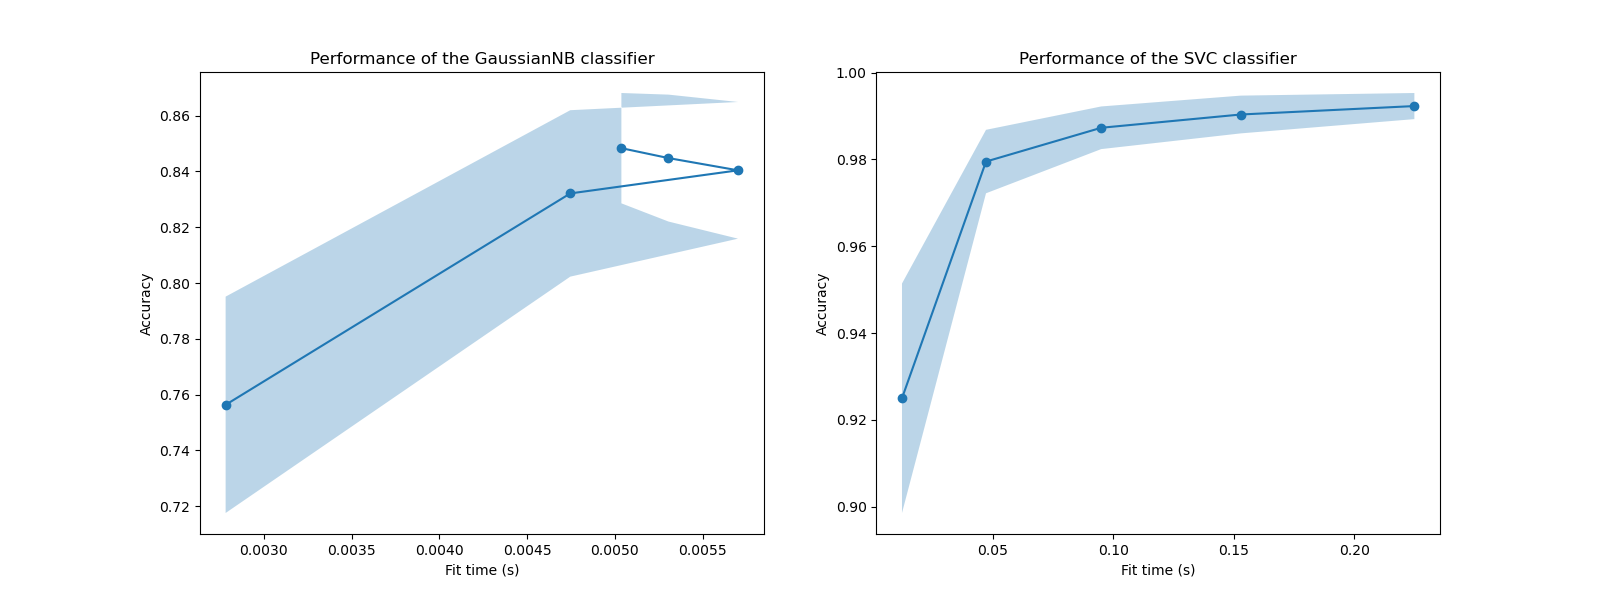 Performance of the GaussianNB classifier
0.86
0.84
0.82
0.80
0.78
0.76
0.74
0.72
Accuracy
0.0030 0.0035 0.0040 0.0045 0.0050 0.0055
Fit time (s)
Performance of the SVC classifier
1.00
0.98
0.96
0.94
0.92
0.90
Accuracy
0.05 0.10 0.15 0.20
Fit time (s)